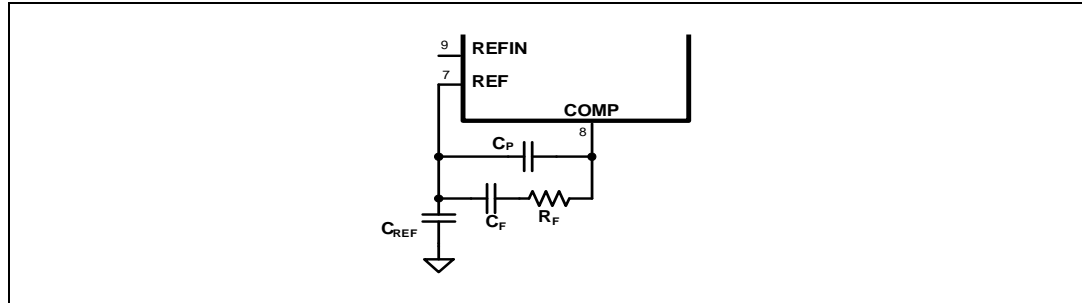 9 REFIN
7 REF
COMP
8
CP
CF
RF
CREF